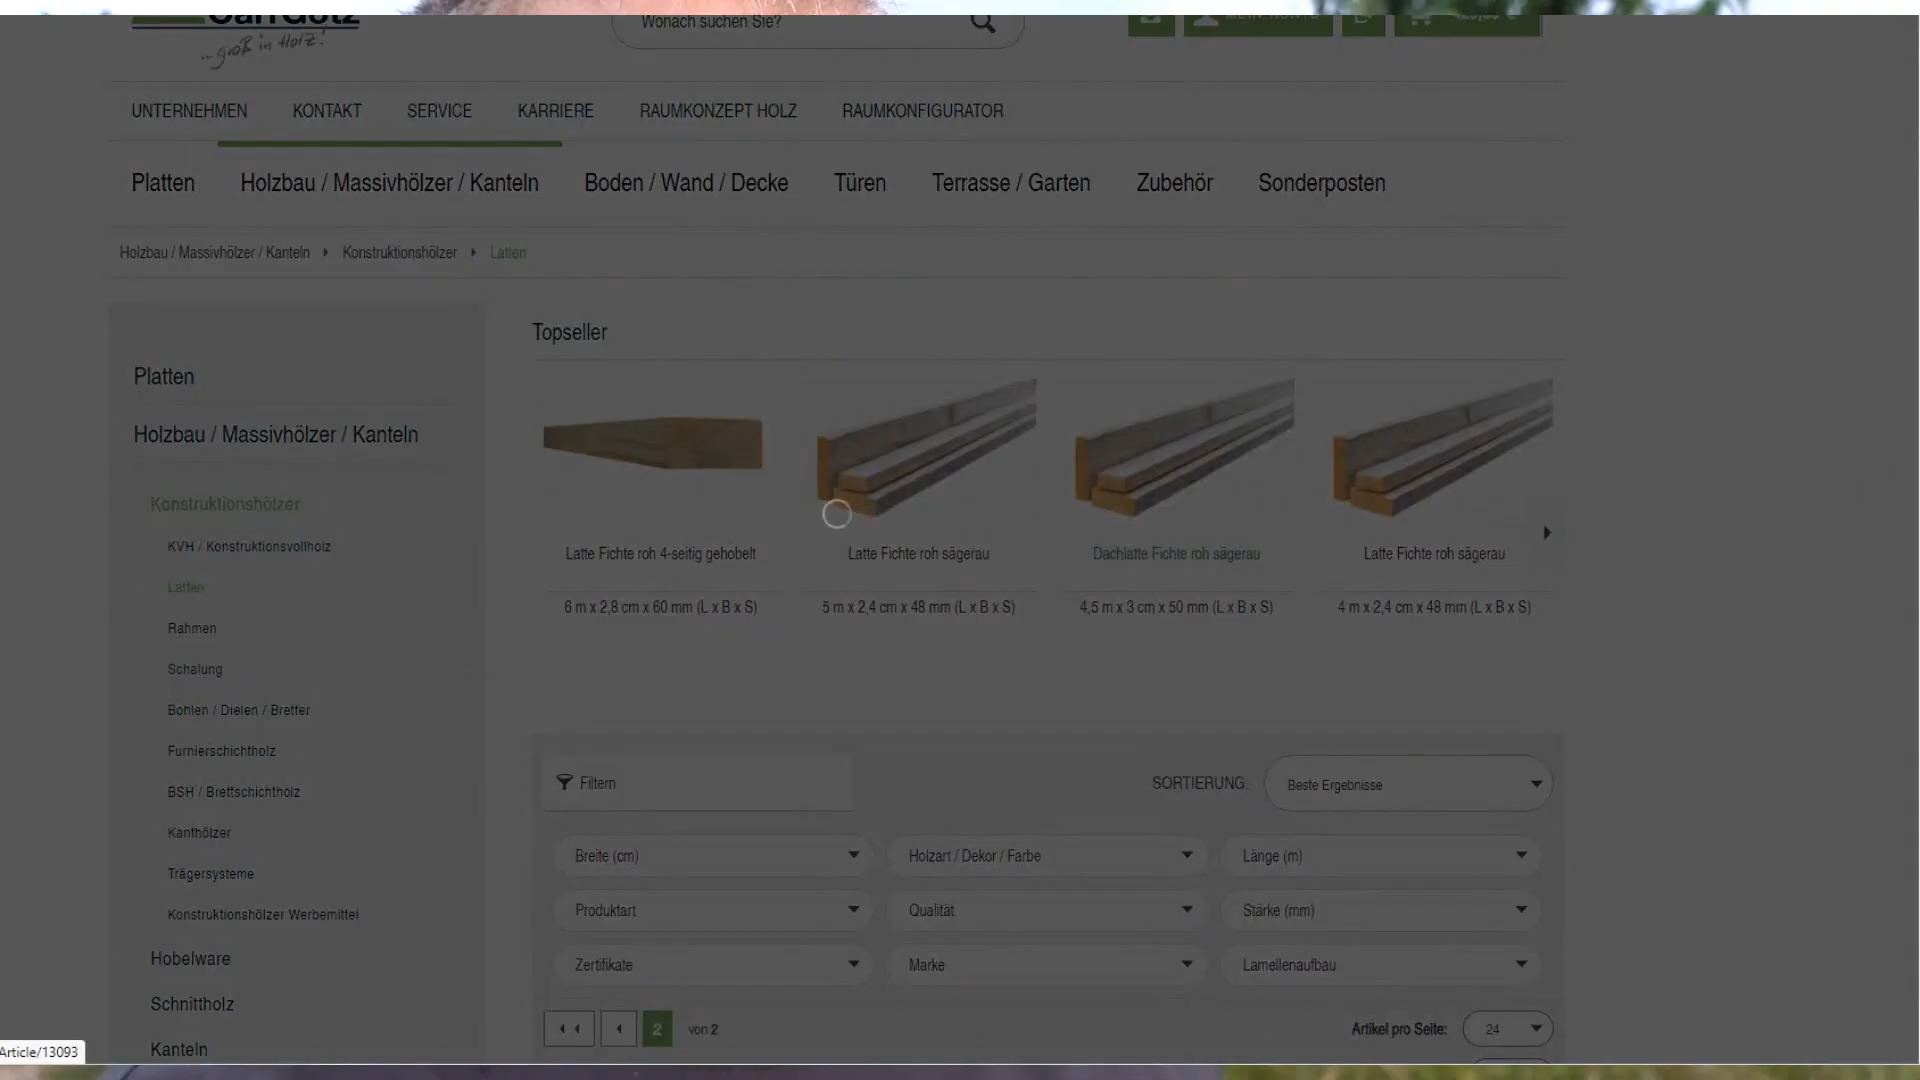 Carl Götz
...groß in Holz!
Wonach suchen Sie?
MEIN KONTO
UNTERNEHMEN KONTAKT SERVICE KARRIERE RAUMKONZEPT HOLZ RAUMKONFIGURATOR
Platten Holzbau / Massivhölzer / Kanteln Boden / Wand / Decke Türen Terrasse / Garten Zubehör Sonderposten
Holzbau / Massivhölzer / Kanteln Konstruktionshölzer Latten
Platten
Holzbau / Massivhölzer / Kanteln
Konstruktionshölzer
KVH / Konstruktionsvollholz
Latten
Rahmen
Schalung
Bohlen / Dielen / Bretter
Furnierschichtholz
BSH / Brettschichtholz
Kanthölzer
Trägersysteme
Konstruktionshölzer Werbemittel
Hobelware
Schnittholz
Kanteln
Topseller
Latte Fichte roh 4-seitig gehobelt
6 m x 2,8 cm x 60 mm (L x B x S)
Latte Fichte roh sägerau
5 m x 2,4 cm x 48 mm (L x B x S)
Dachlatte Fichte roh sägerau
4,5 m x 3 cm x 50 mm (L x B x S)
Latte Fichte roh sägerau
4 m x 2,4 cm x 48 mm (L x B x S)
Filtern
SORTIERUNG: Beste Ergebnisse
Breite (cm) Holzart / Dekor / Farbe Länge (m)
Produktart Qualität Stärke (mm)
Zertifikate Marke Lamellenaufbau
2 von 2
Artikel pro Seite: 24
Article/13093